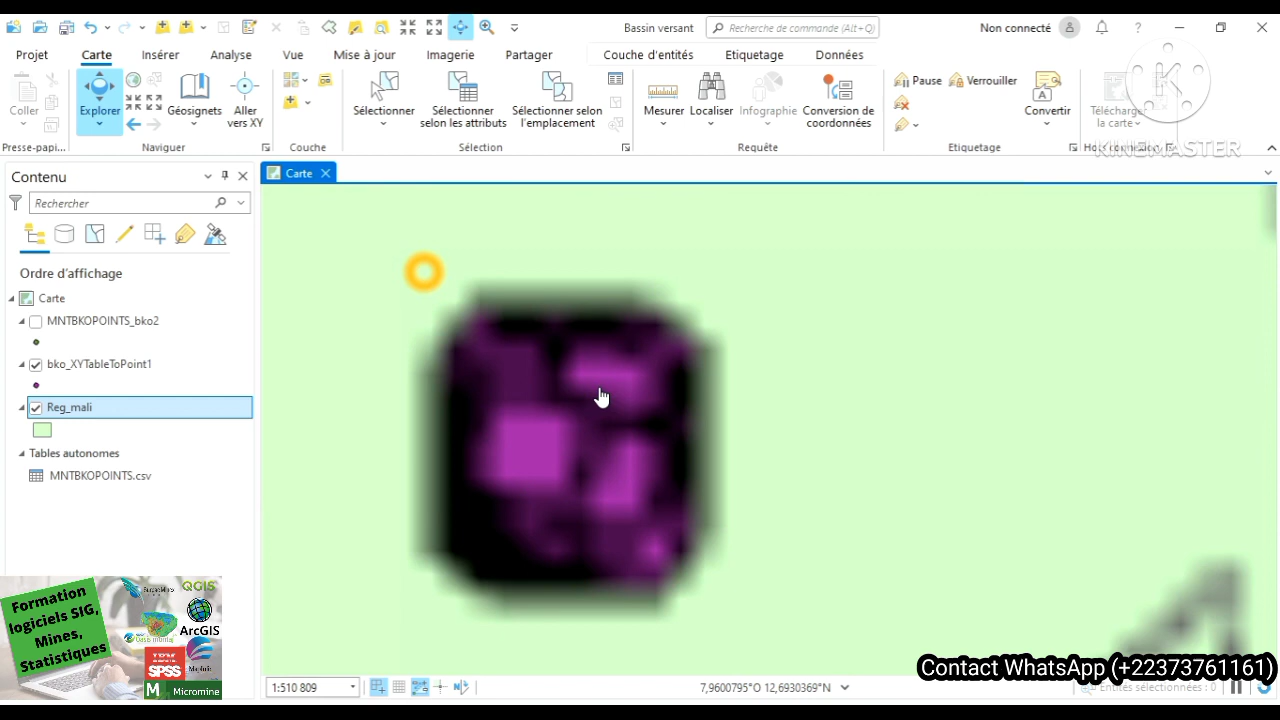 Bassin versant
Recherche de commande (Alt+Q)
Non connecté
?
Projet
Carte
Insérer
Analyse
Vue
Mise à jour
Imagerie
Partager
Couche d'entités
Etiquetage
Données
Coller
Explorer
Géosignets
Aller
vers XY
Sélectionner
Sélectionner
selon les attributs
Sélectionner selon
l'emplacement
Mesurer
Localiser
Infographie
Conversion de
coordonnées
Pause
Verrouiller
Convertir
Télécharger
la carte
K
KINEMASTER
Presse-papi...
Naviguer
Couche
Sélection
Requête
Etiquetage
Contenu
Carte
Rechercher
Ordre d'affichage
Carte
MNTBKOPOINTS_bko2
bko_XYTableToPoint1
Reg_mali
Tables autonomes
MNTBKOPOINTS.csv
Formation
logiciels SIG,
Mines,
Statistiques
QGIS
ArcGIS
IBM
SPSS
M Micromine
Contact WhatsApp (+22373761161)
1:510 809
7,9600795°O 12,6930369°N
Entités sélectionnées : 0